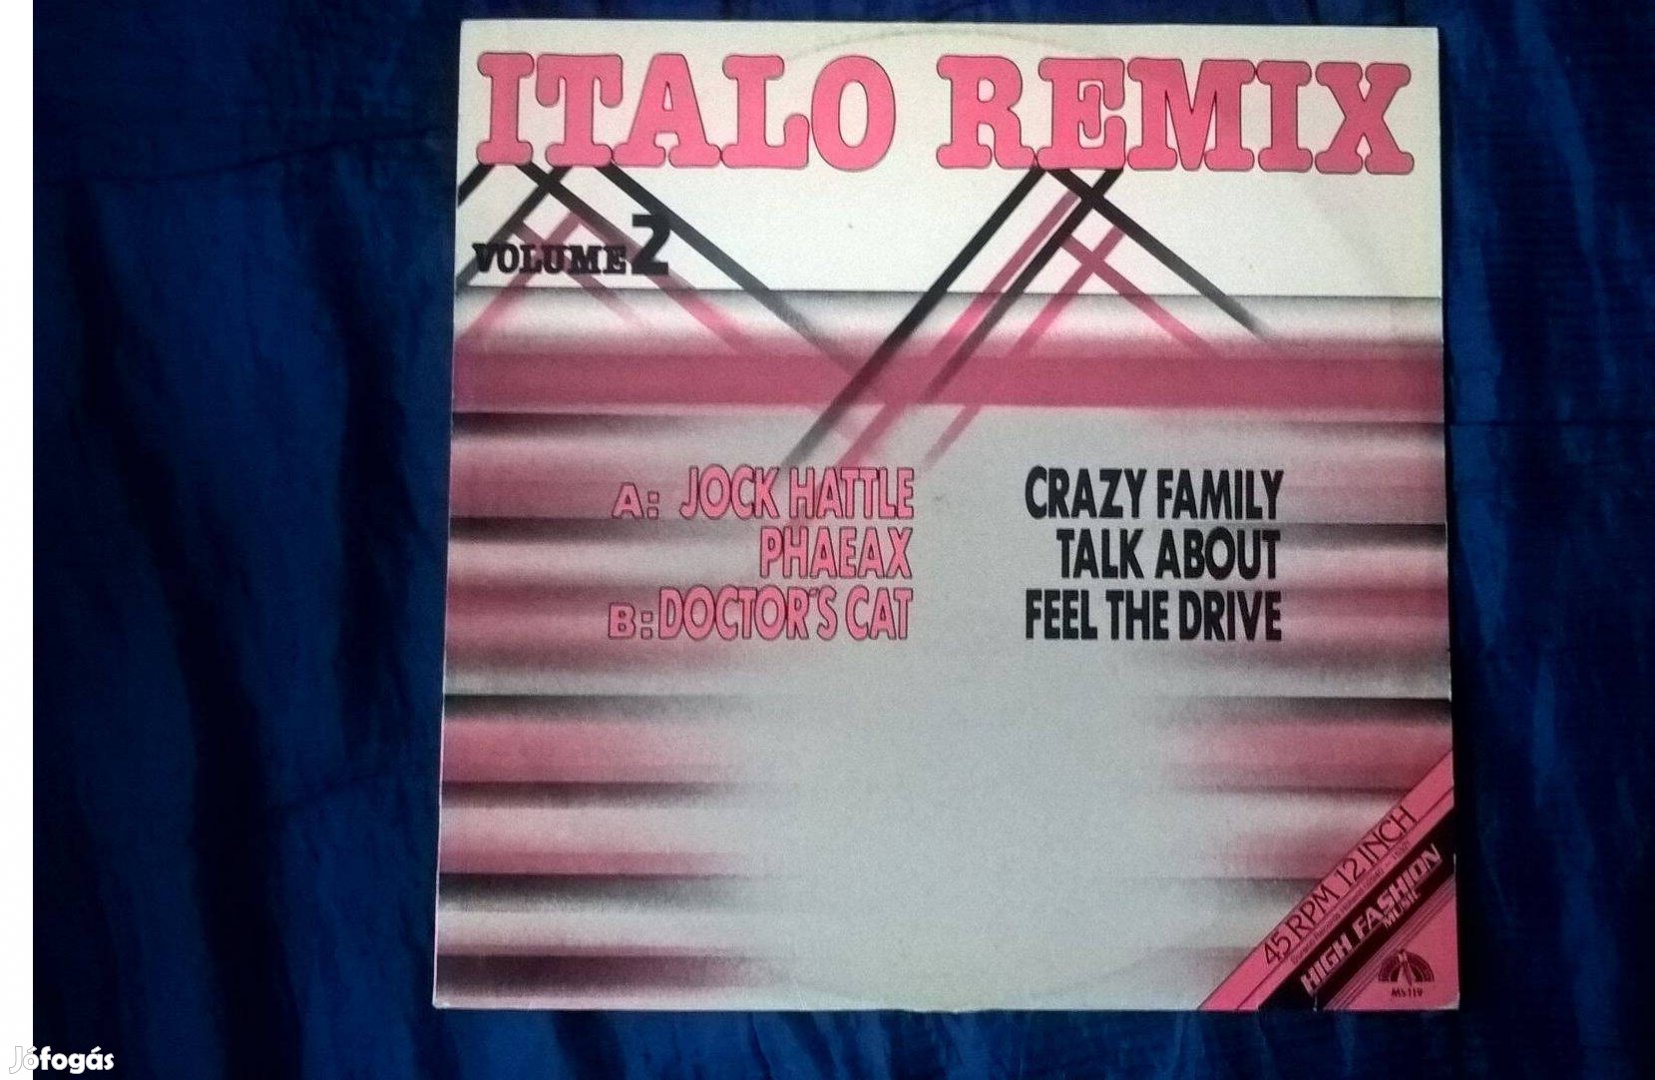 ITALO REMIX
VOLUME 2
A: JOCK HATTLE CRAZY FAMILY
PHAEAX TALK ABOUT
B: DOCTOR'S CAT FEEL THE DRIVE
45 RPM 12 INCH
HIGH FASHION
MUSIC
MS 119
Jófogás